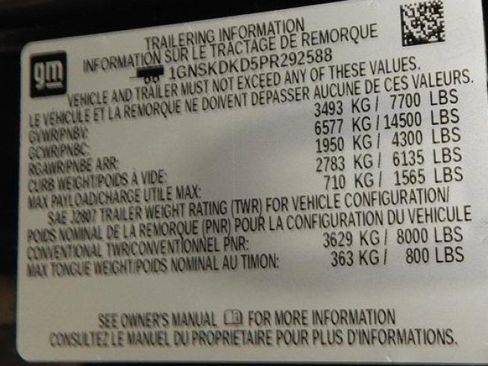 gm
TRAILERING INFORMATION
INFORMATION SUR LE TRACTAGE DE REMORQUE
1GNSKDKD5PR292588
VEHICLE AND TRAILER MUST NOT EXCEED ANY OF THESE VALUES.
LE VÉHICULE ET LA REMORQUE NE DOIVENT DÉPASSER AUCUNE DE CES VALEURS.
GVWR/PNBV: 3493 KG / 7700 LBS
GCWR/PNBC: 6577 KG / 14500 LBS
RGAWR/PNBE ARR: 1950 KG / 4300 LBS
CURB WEIGHT/POIDS À VIDE: 2783 KG / 6135 LBS
MAX PAYLOAD/CHARGE UTILE MAX: 710 KG / 1565 LBS
SAE J2807 TRAILER WEIGHT RATING (TWR) FOR VEHICLE CONFIGURATION/
POIDS NOMINAL DE LA REMORQUE (PNR) POUR LA CONFIGURATION DU VÉHICULE
CONVENTIONAL TWR/CONVENTIONNEL PNR: 3629 KG / 8000 LBS
MAX TONGUE WEIGHT/POIDS NOMINAL AU TIMON: 363 KG / 800 LBS
SEE OWNER'S MANUAL FOR MORE INFORMATION
CONSULTEZ LE MANUEL DU PROPRIETAIRE POUR PLUS D'INFORMATIONS.